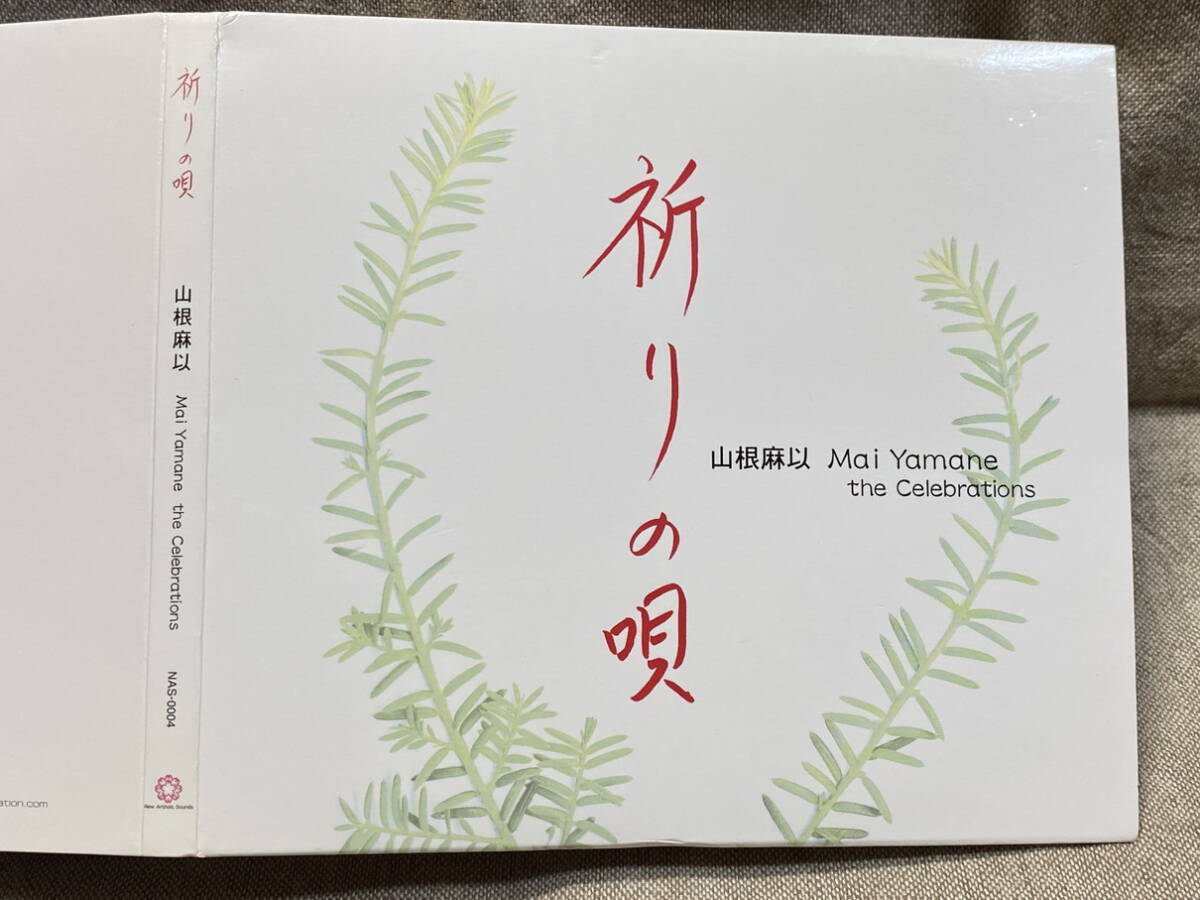 祈りの唄
山根麻以 Mai Yamane the Celebrations
NAS-0004
New Archaic Sounds
ation.com
祈りの唄
山根麻以 Mai Yamane
the Celebrations